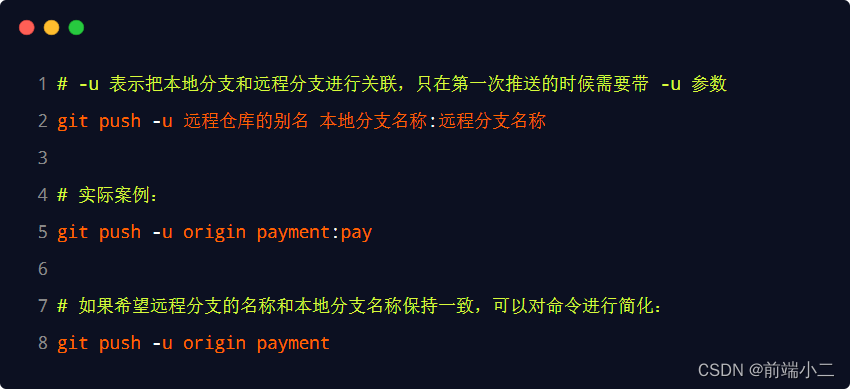 1 # -u 表示把本地分支和远程分支进行关联，只在第一次推送的时候需要带 -u 参数
2 git push -u 远程仓库的别名 本地分支名称:远程分支名称
3
4 # 实际案例：
5 git push -u origin payment:pay
6
7 # 如果希望远程分支的名称和本地分支名称保持一致，可以对命令进行简化：
8 git push -u origin payment
CSDN @前端小二